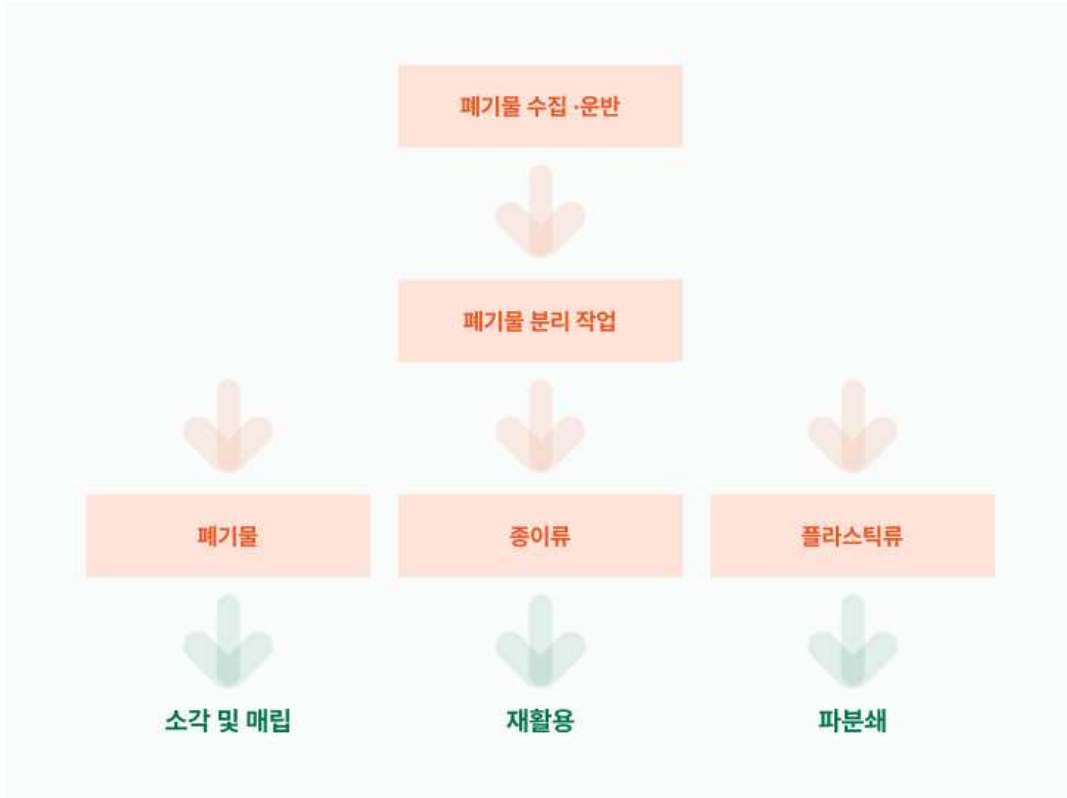 폐기물 수집 ·운반
폐기물 분리 작업
폐기물
종이류
플라스틱류
소각 및 매립
재활용
파분쇄